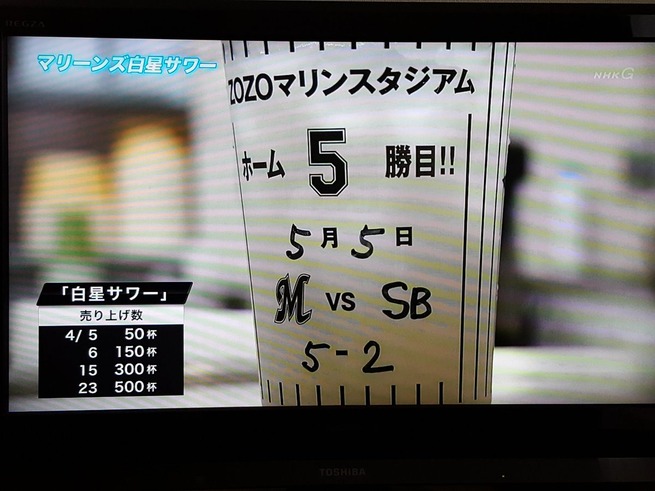 REGZA
マリーンズ白星サワー
NHK G
ZOZOマリンスタジアム
ホーム 5 勝目!!
5月5日
M VS SB
5-2
「白星サワー」
売り上げ数
4/5 50杯
6 150杯
15 300杯
23 500杯
TOSHIBA